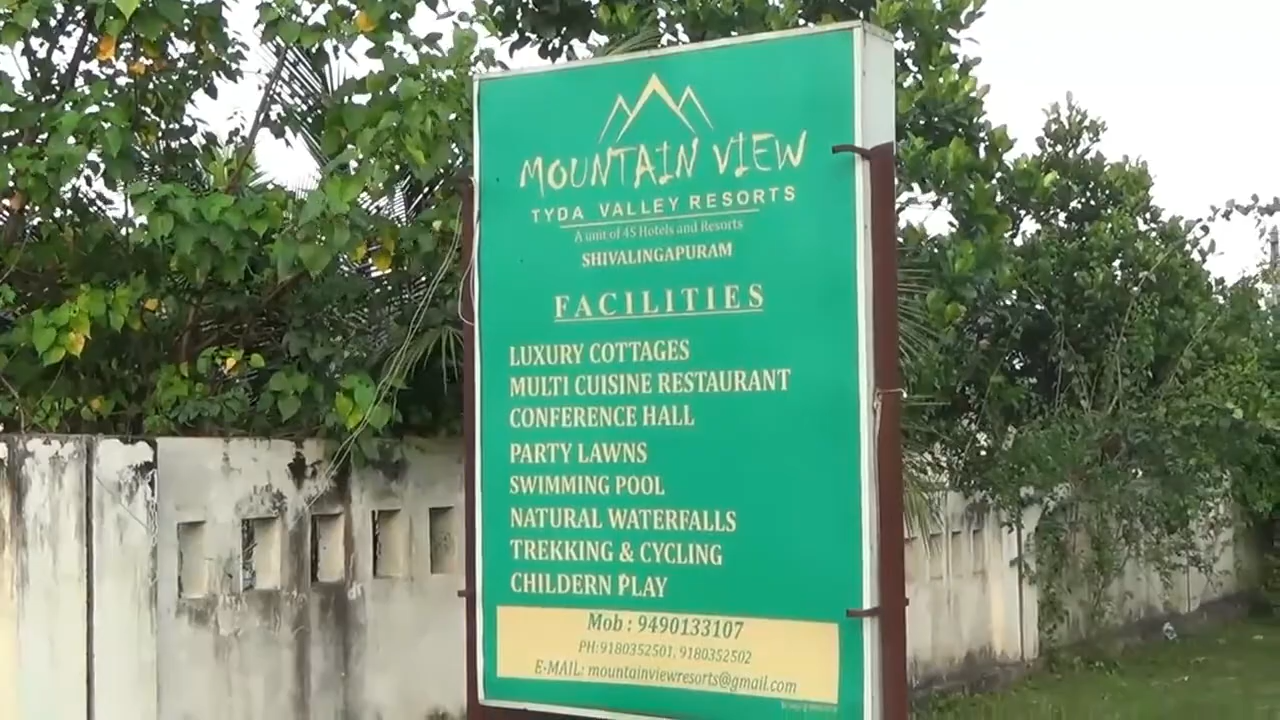 MOUNTAIN VIEW
TYDA VALLEY RESORTS
A unit of 4S Hotels and Resorts
SHIVALINGAPURAM
FACILITIES
LUXURY COTTAGES
MULTI CUISINE RESTAURANT
CONFERENCE HALL
PARTY LAWNS
SWIMMING POOL
NATURAL WATERFALLS
TREKKING & CYCLING
CHILDERN PLAY
Mob : 9490133107
PH:9180352501, 9180352502
E-MAIL: mountainviewresorts@gmail.com